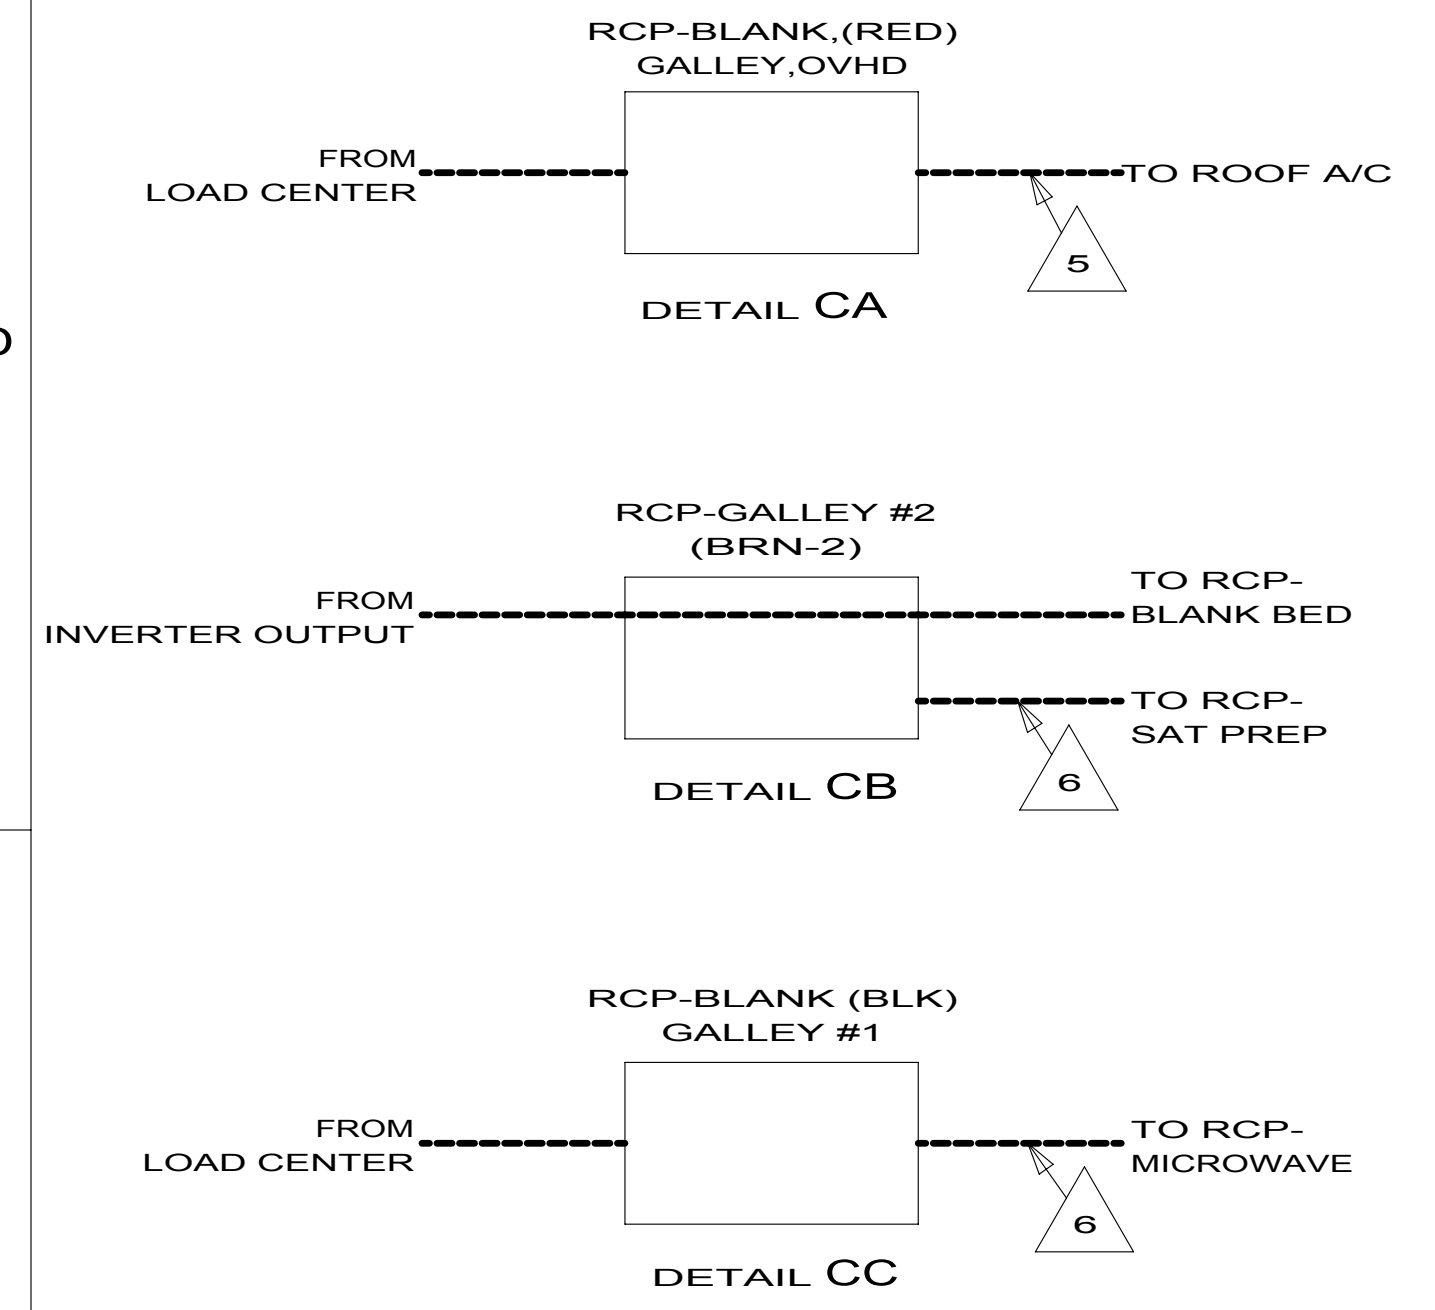 RCP-BLANK,(RED)
GALLEY,OVHD
FROM
LOAD CENTER
TO ROOF A/C
5
DETAIL CA
RCP-GALLEY #2
(BRN-2)
FROM
INVERTER OUTPUT
TO RCP-
BLANK BED
TO RCP-
SAT PREP
6
DETAIL CB
RCP-BLANK (BLK)
GALLEY #1
FROM
LOAD CENTER
TO RCP-
MICROWAVE
6
DETAIL CC